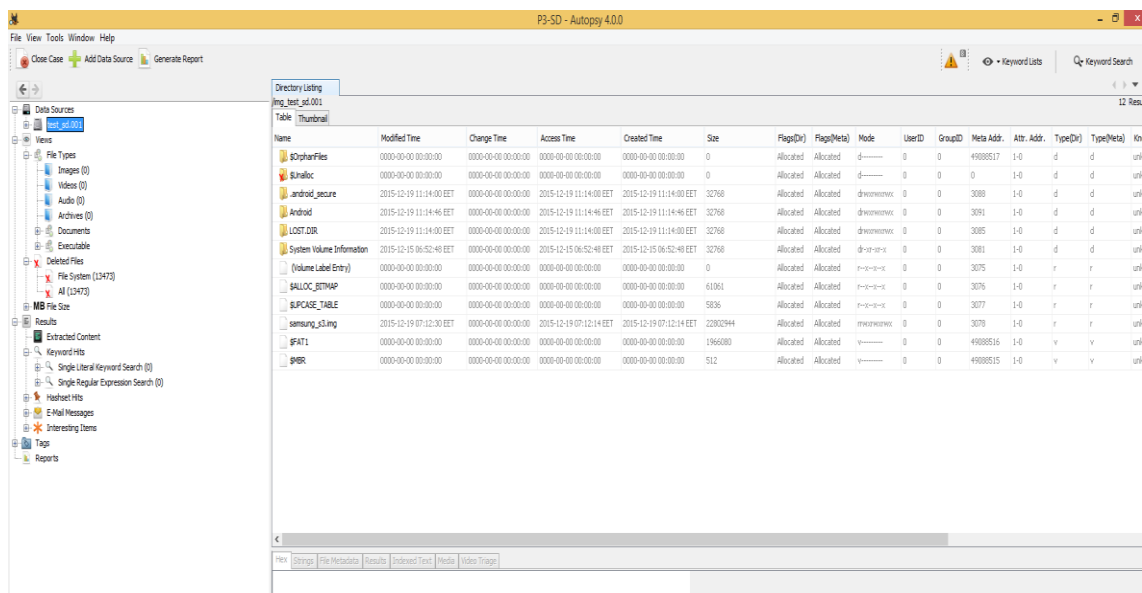 P3-SD - Autopsy 4.0.0
File View Tools Window Help
Close Case Add Data Source Generate Report
Keyword Lists Keyword Search
Data Sources
test_sd.001
Views
File Types
Images (0)
Videos (0)
Audio (0)
Archives (0)
Documents
Executable
Deleted Files
File System (13473)
All (13473)
MB File Size
Results
Extracted Content
Keyword Hits
Single Literal Keyword Search (0)
Single Regular Expression Search (0)
Hashset Hits
E-Mail Messages
Interesting Items
Tags
Reports
Directory Listing
/img_test_sd.001 12 Resu
Table Thumbnail
Name Modified Time Change Time Access Time Created Time Size Flags(Dir) Flags(Meta) Mode UserID GroupID Meta Addr. Attr. Addr. Type(Dir) Type(Meta) Kn
$OrphanFiles 0000-00-00 00:00:00 0000-00-00 00:00:00 0000-00-00 00:00:00 0000-00-00 00:00:00 0 Allocated Allocated d--------- 0 0 49088517 1-0 d d
$Unalloc 0000-00-00 00:00:00 0000-00-00 00:00:00 0000-00-00 00:00:00 0000-00-00 00:00:00 0 Allocated Allocated d--------- 0 0 0 1-0 d d
.android_secure 2015-12-19 11:14:00 EET 0000-00-00 00:00:00 2015-12-19 11:14:00 EET 2015-12-19 11:14:00 EET 32768 Allocated Allocated drwxrwxrwx 0 0 3088 1-0 d d
Android 2015-12-19 11:14:46 EET 0000-00-00 00:00:00 2015-12-19 11:14:46 EET 2015-12-19 11:14:46 EET 32768 Allocated Allocated drwxrwxrwx 0 0 3091 1-0 d d
LOST.DIR 2015-12-19 11:14:00 EET 0000-00-00 00:00:00 2015-12-19 11:14:00 EET 2015-12-19 11:14:00 EET 32768 Allocated Allocated drwxrwxrwx 0 0 3085 1-0 d d
System Volume Information 2015-12-15 06:52:48 EET 0000-00-00 00:00:00 2015-12-15 06:52:48 EET 2015-12-15 06:52:48 EET 32768 Allocated Allocated dr-xr-xr-x 0 0 3081 1-0 d d
(Volume Label Entry) 0000-00-00 00:00:00 0000-00-00 00:00:00 0000-00-00 00:00:00 0000-00-00 00:00:00 0 Allocated Allocated r--x--x--x 0 0 3075 1-0 r r
$ALLOC_BITMAP 0000-00-00 00:00:00 0000-00-00 00:00:00 0000-00-00 00:00:00 0000-00-00 00:00:00 61061 Allocated Allocated r--x--x--x 0 0 3076 1-0 r r
$UPCASE_TABLE 0000-00-00 00:00:00 0000-00-00 00:00:00 0000-00-00 00:00:00 0000-00-00 00:00:00 5836 Allocated Allocated r--x--x--x 0 0 3077 1-0 r r
samsung_s3.img 2015-12-19 07:12:30 EET 0000-00-00 00:00:00 2015-12-19 07:12:14 EET 2015-12-19 07:12:14 EET 22802944 Allocated Allocated rrwxrwxrwx 0 0 3078 1-0 r r
$FAT1 0000-00-00 00:00:00 0000-00-00 00:00:00 0000-00-00 00:00:00 0000-00-00 00:00:00 1966080 Allocated Allocated v--------- 0 0 49088516 1-0 v v
$MBR 0000-00-00 00:00:00 0000-00-00 00:00:00 0000-00-00 00:00:00 0000-00-00 00:00:00 512 Allocated Allocated v--------- 0 0 49088515 1-0 v v
Hex Strings File Metadata Results Indexed Text Media Video Triage